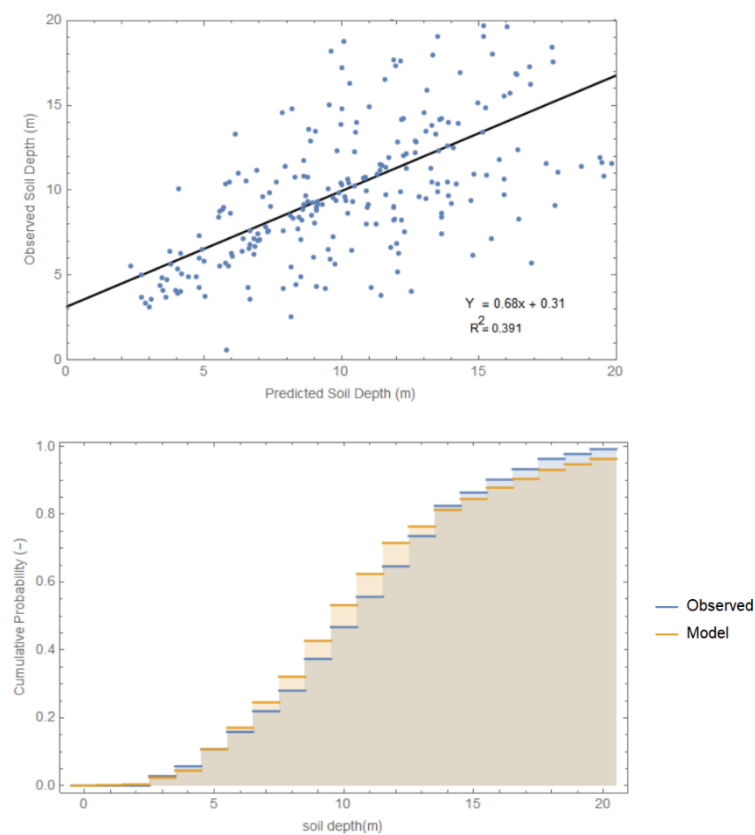 20
15
10
5
0
Observed Soil Depth (m)
Y = 0.68x + 0.31
R2 = 0.391
0 5 10 15 20
Predicted Soil Depth (m)
1.0
0.8
0.6
0.4
0.2
0.0
Cumulative Probability (−)
Observed
Model
0 5 10 15 20
soil depth(m)